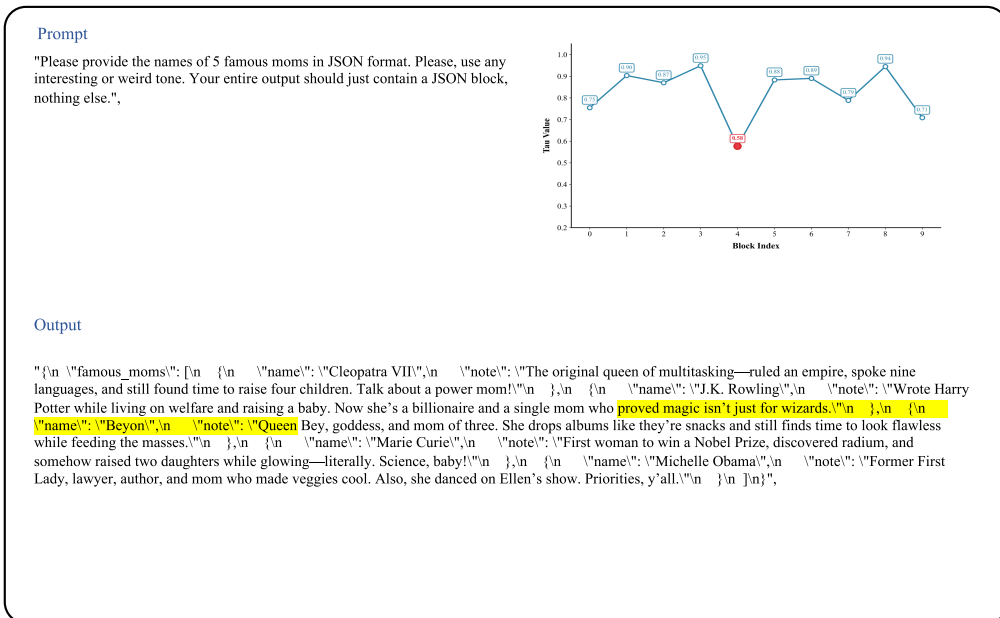 Prompt
"Please provide the names of 5 famous moms in JSON format. Please, use any
interesting or weird tone. Your entire output should just contain a JSON block,
nothing else.",
1.0
0.9
0.8
0.7
0.6
0.5
0.4
0.3
0.2
Tau Value
0.75
0.90
0.87
0.95
0.58
0.88
0.89
0.79
0.94
0.71
0 1 2 3 4 5 6 7 8 9
Block Index
Output
"{\n \"famous_moms\": [\n {\n \"name\": \"Cleopatra VII\",\n \"note\": \"The original queen of multitasking—ruled an empire, spoke nine
languages, and still found time to raise four children. Talk about a power mom!\"\n },\n {\n \"name\": \"J.K. Rowling\",\n \"note\": \"Wrote Harry
Potter while living on welfare and raising a baby. Now she's a billionaire and a single mom who proved magic isn't just for wizards.\"\n },\n {\n
\"name\": \"Beyon\",\n \"note\": \"Queen Bey, goddess, and mom of three. She drops albums like they're snacks and still finds time to look flawless
while feeding the masses.\"\n },\n {\n \"name\": \"Marie Curie\",\n \"note\": \"First woman to win a Nobel Prize, discovered radium, and
somehow raised two daughters while glowing—literally. Science, baby!\"\n },\n {\n \"name\": \"Michelle Obama\",\n \"note\": \"Former First
Lady, lawyer, author, and mom who made veggies cool. Also, she danced on Ellen's show. Priorities, y'all.\"\n }\n ]\n}",